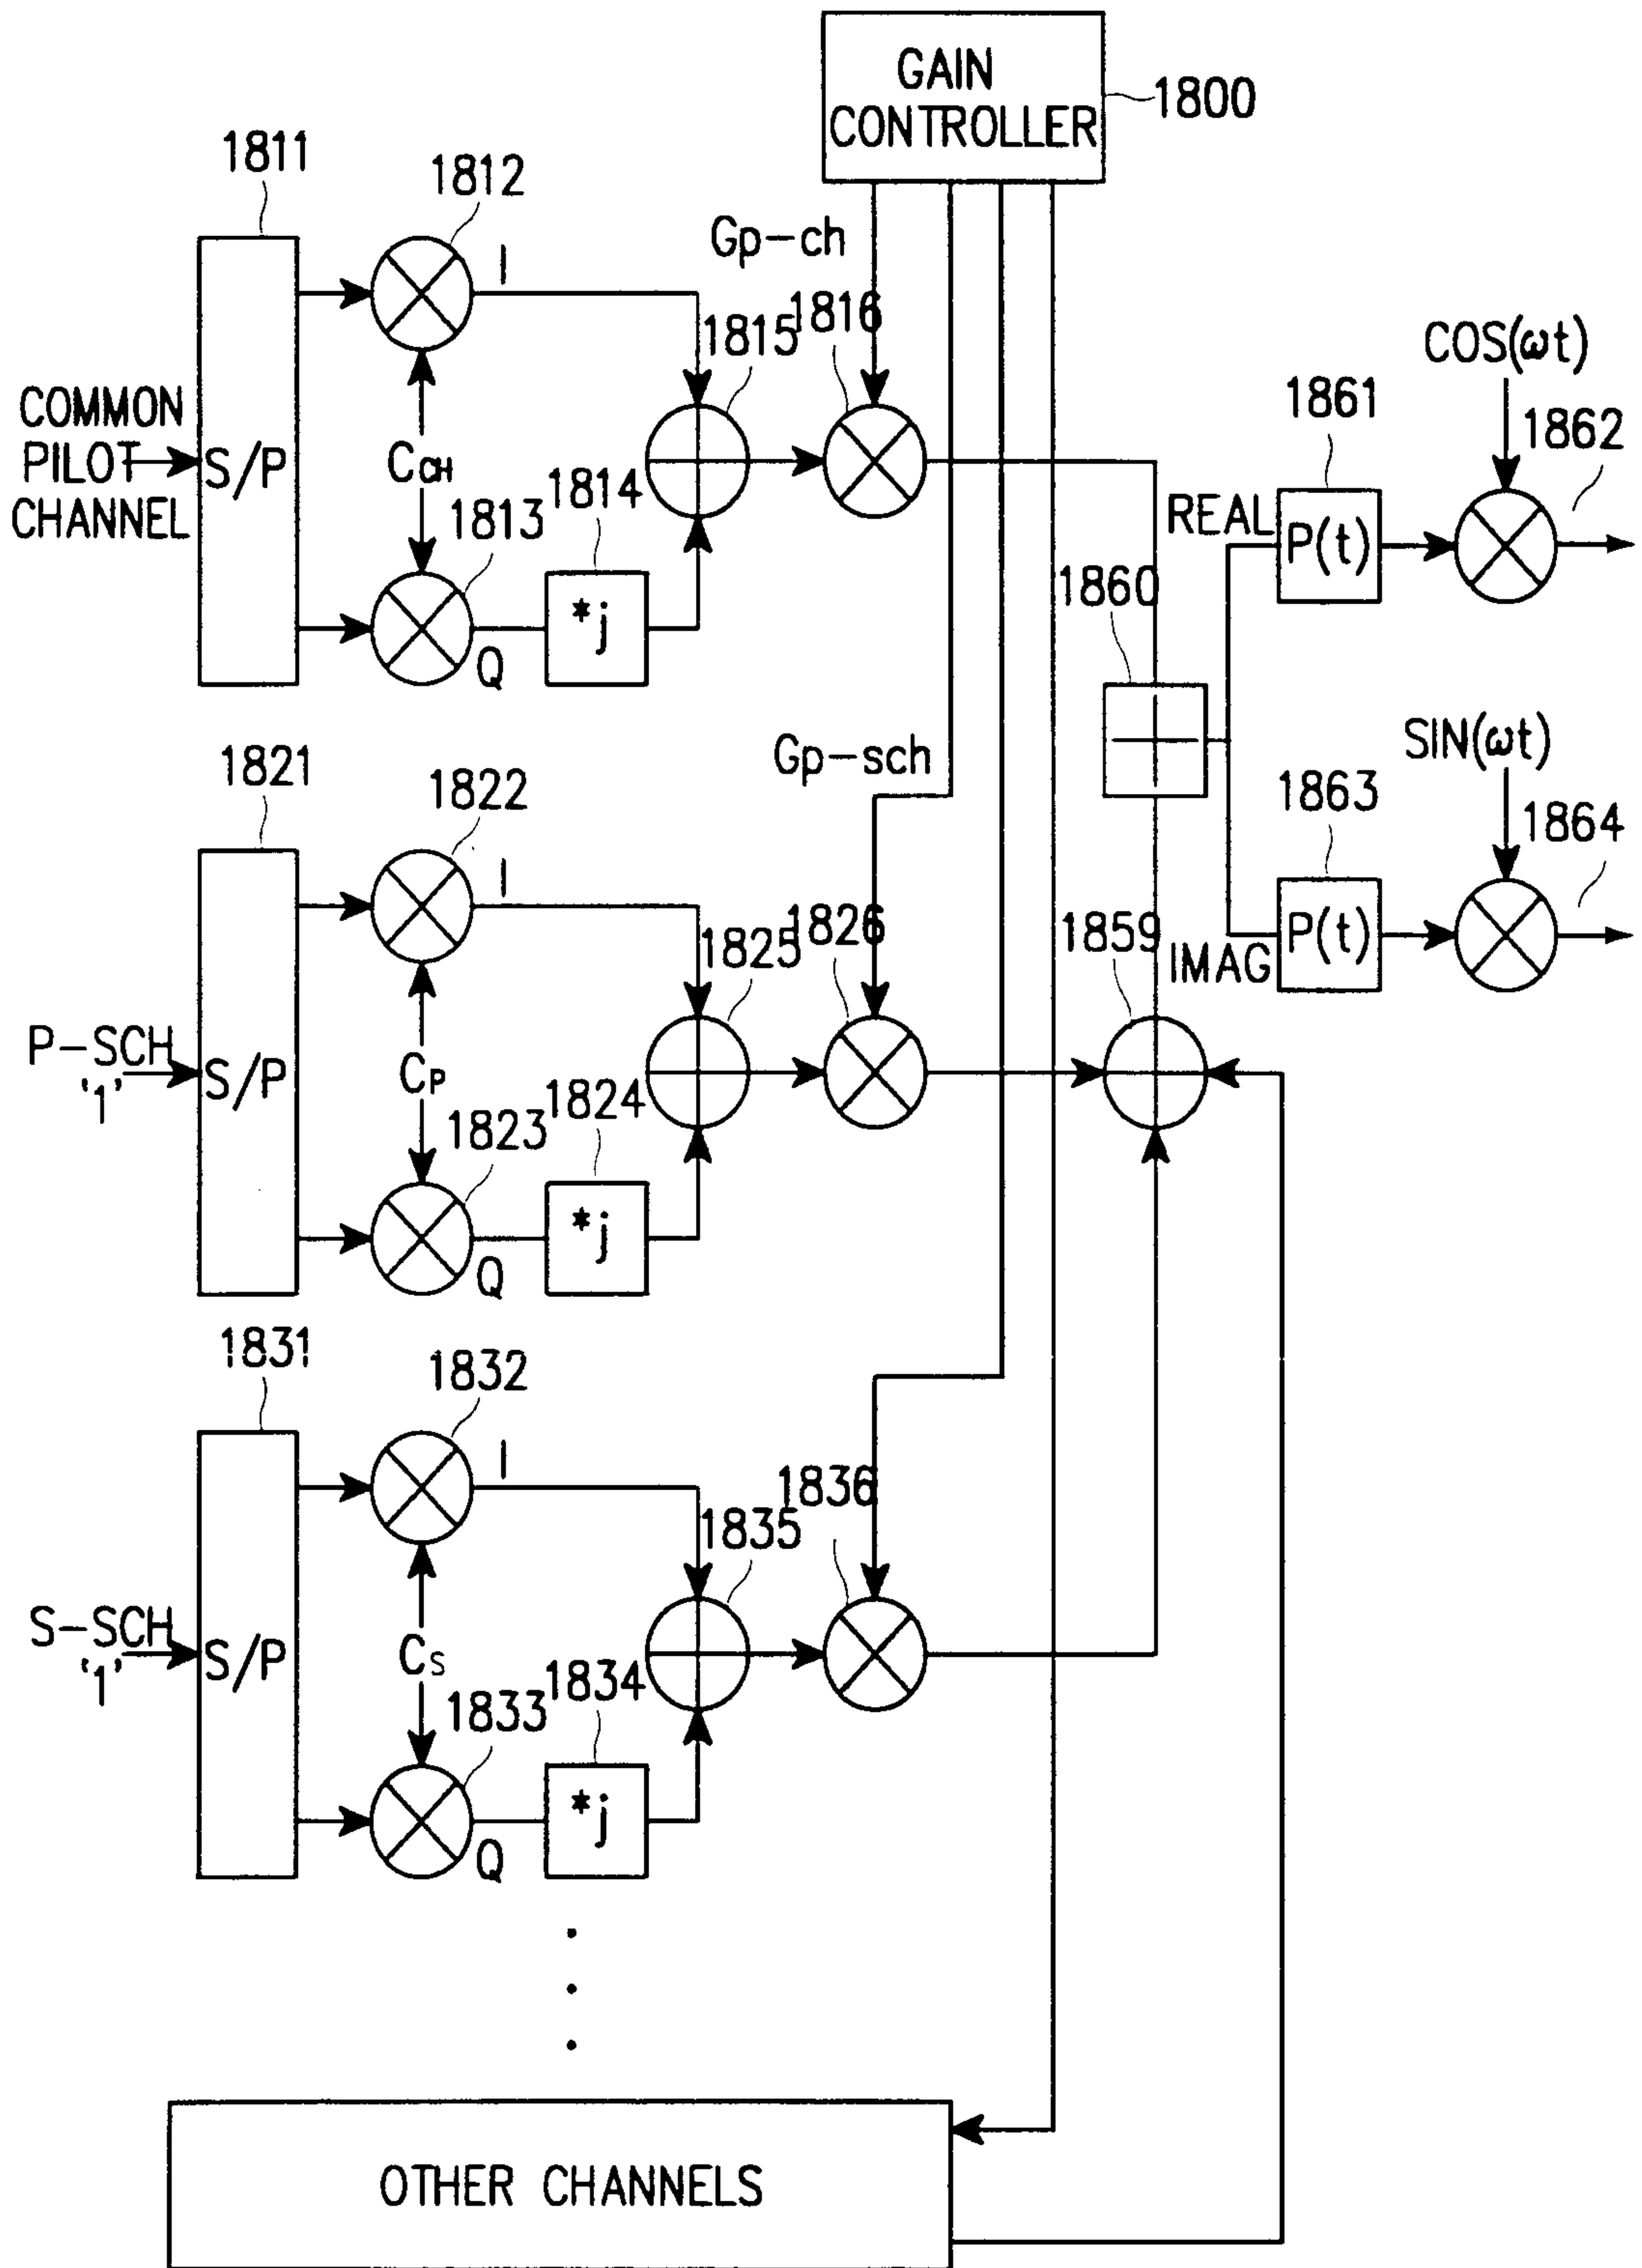 GAIN
CONTROLLER
1800
1811
1812
I
Gp-ch
1815
1816
COMMON
PILOT
CHANNEL
S/P
CCH
1813
1814
*j
Q
COS(ωt)
1861
1862
REAL
P(t)
1860
1821
1822
I
Gp-sch
SIN(ωt)
1863
1864
1825
1826
1859
IMAG
P(t)
P-SCH
'1'
S/P
CP
1823
1824
*j
Q
1831
1832
I
1835
1836
S-SCH
'1'
S/P
CS
1833
1834
*j
Q
OTHER CHANNELS